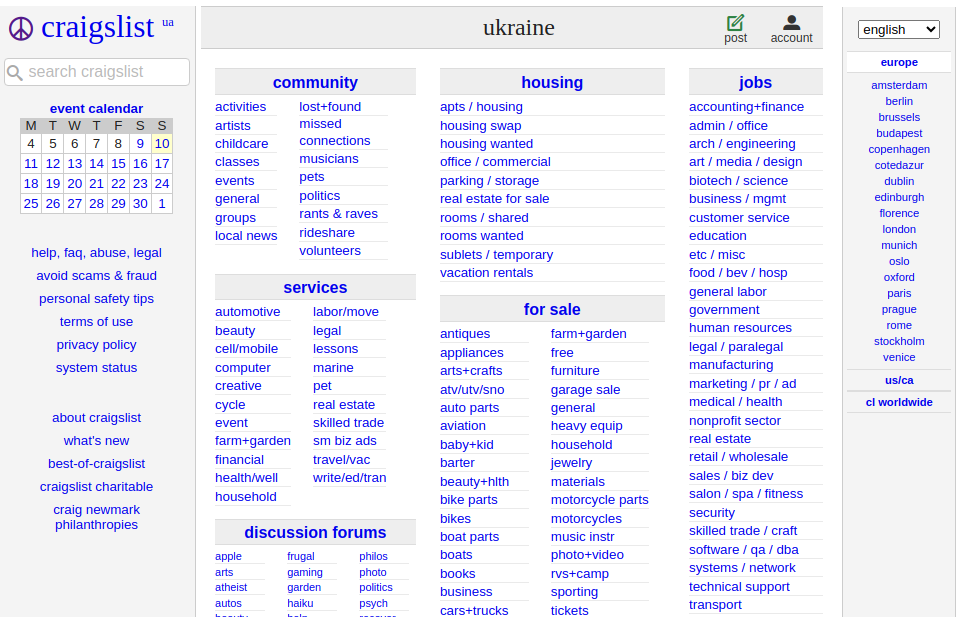 craigslist ua
search craigslist
event calendar
M T W T F S S
4 5 6 7 8 9 10
11 12 13 14 15 16 17
18 19 20 21 22 23 24
25 26 27 28 29 30 1
help, faq, abuse, legal
avoid scams & fraud
personal safety tips
terms of use
privacy policy
system status
about craigslist
what's new
best-of-craigslist
craigslist charitable
craig newmark
philanthropies
ukraine
post
account
community
activities
artists
childcare
classes
events
general
groups
local news
lost+found
missed
connections
musicians
pets
politics
rants & raves
rideshare
volunteers
services
automotive
beauty
cell/mobile
computer
creative
cycle
event
farm+garden
financial
health/well
household
labor/move
legal
lessons
marine
pet
real estate
skilled trade
sm biz ads
travel/vac
write/ed/tran
discussion forums
apple
arts
atheist
autos
frugal
gaming
garden
haiku
help
philos
photo
politics
psych
housing
apts / housing
housing swap
housing wanted
office / commercial
parking / storage
real estate for sale
rooms / shared
rooms wanted
sublets / temporary
vacation rentals
for sale
antiques
appliances
arts+crafts
atv/utv/sno
auto parts
aviation
baby+kid
barter
beauty+hlth
bike parts
bikes
boat parts
boats
books
business
cars+trucks
farm+garden
free
furniture
garage sale
general
heavy equip
household
jewelry
materials
motorcycle parts
motorcycles
music instr
photo+video
rvs+camp
sporting
tickets
jobs
accounting+finance
admin / office
arch / engineering
art / media / design
biotech / science
business / mgmt
customer service
education
etc / misc
food / bev / hosp
general labor
government
human resources
legal / paralegal
manufacturing
marketing / pr / ad
medical / health
nonprofit sector
real estate
retail / wholesale
sales / biz dev
salon / spa / fitness
security
skilled trade / craft
software / qa / dba
systems / network
technical support
transport
english
europe
amsterdam
berlin
brussels
budapest
copenhagen
cotedazur
dublin
edinburgh
florence
london
munich
oslo
oxford
paris
prague
rome
stockholm
venice
us/ca
cl worldwide